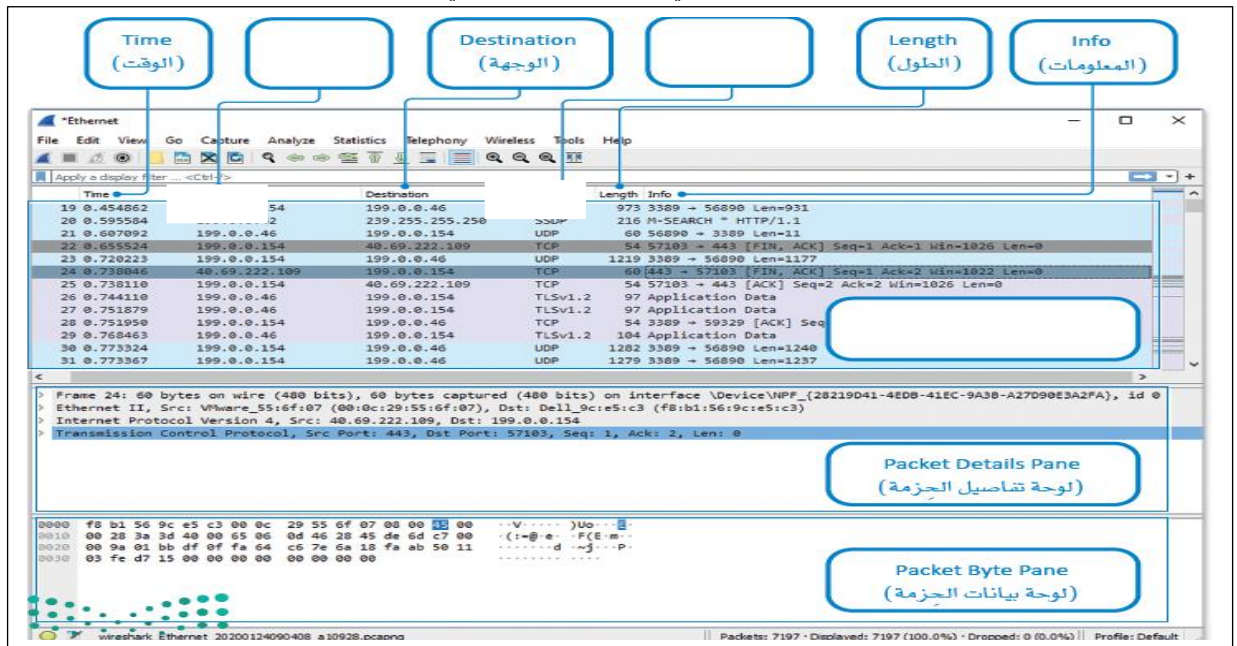 Time
(الوقت)
Destination
(الوجهة)
Length
(الطول)
Info
(المعلومات)
*Ethernet
File Edit View Go Capture Analyze Statistics Telephony Wireless Tools Help
Apply a display filter ... <Ctrl-/>
Time Destination Length Info
19 0.454862 54 199.0.0.46 973 3389 → 56890 Len=931
20 0.595584 239.255.255.250 SSDP 216 M-SEARCH * HTTP/1.1
21 0.607092 199.0.0.46 199.0.0.154 UDP 60 56890 → 3389 Len=11
22 0.655524 199.0.0.154 40.69.222.109 TCP 54 57103 → 443 [FIN, ACK] Seq=1 Ack=1 Win=1026 Len=0
23 0.720223 199.0.0.154 199.0.0.46 UDP 1219 3389 → 56890 Len=1177
24 0.738046 40.69.222.109 199.0.0.154 TCP 60 443 → 57103 [FIN, ACK] Seq=1 Ack=2 Win=1022 Len=0
25 0.738110 199.0.0.154 40.69.222.109 TCP 54 57103 → 443 [ACK] Seq=2 Ack=2 Win=1026 Len=0
26 0.744110 199.0.0.46 199.0.0.154 TLSv1.2 97 Application Data
27 0.751879 199.0.0.46 199.0.0.154 TLSv1.2 97 Application Data
28 0.751950 199.0.0.154 199.0.0.46 TCP 54 3389 → 59329 [ACK] Seq
29 0.768463 199.0.0.154 199.0.0.46 TLSv1.2 104 Application Data
30 0.773324 199.0.0.154 199.0.0.46 UDP 1282 3389 → 56890 Len=1240
31 0.773367 199.0.0.154 199.0.0.46 UDP 1279 3389 → 56890 Len=1237
Frame 24: 60 bytes on wire (480 bits), 60 bytes captured (480 bits) on interface \Device\NPF_{28219D41-4EDB-41EC-9A38-A27D90E3A2FA}, id 0
Ethernet II, Src: VMware_55:6f:07 (00:0c:29:55:6f:07), Dst: Dell_9c:e5:c3 (f8:b1:56:9c:e5:c3)
Internet Protocol Version 4, Src: 40.69.222.109, Dst: 199.0.0.154
Transmission Control Protocol, Src Port: 443, Dst Port: 57103, Seq: 1, Ack: 2, Len: 0
Packet Details Pane
(لوحة تفاصيل الحِزمة)
0000 f8 b1 56 9c e5 c3 00 0c 29 55 6f 07 08 00 45 00 ··V····· )Uo···E·
0010 00 28 3a 3d 40 00 65 06 0d 46 28 45 de 6d c7 00 ·(:=@·e· ·F(E·m··
0020 00 9a 01 bb df 0f fa 64 c6 7e 6a 18 fa ab 50 11 ·······d ·~j···P·
0030 03 fe d7 15 00 00 00 00 00 00 00 00 ········ ····
Packet Byte Pane
(لوحة بيانات الحِزمة)
wireshark_Ethernet_20200124090408_a10928.pcapng Packets: 7197 · Displayed: 7197 (100.0%) · Dropped: 0 (0.0%) Profile: Default